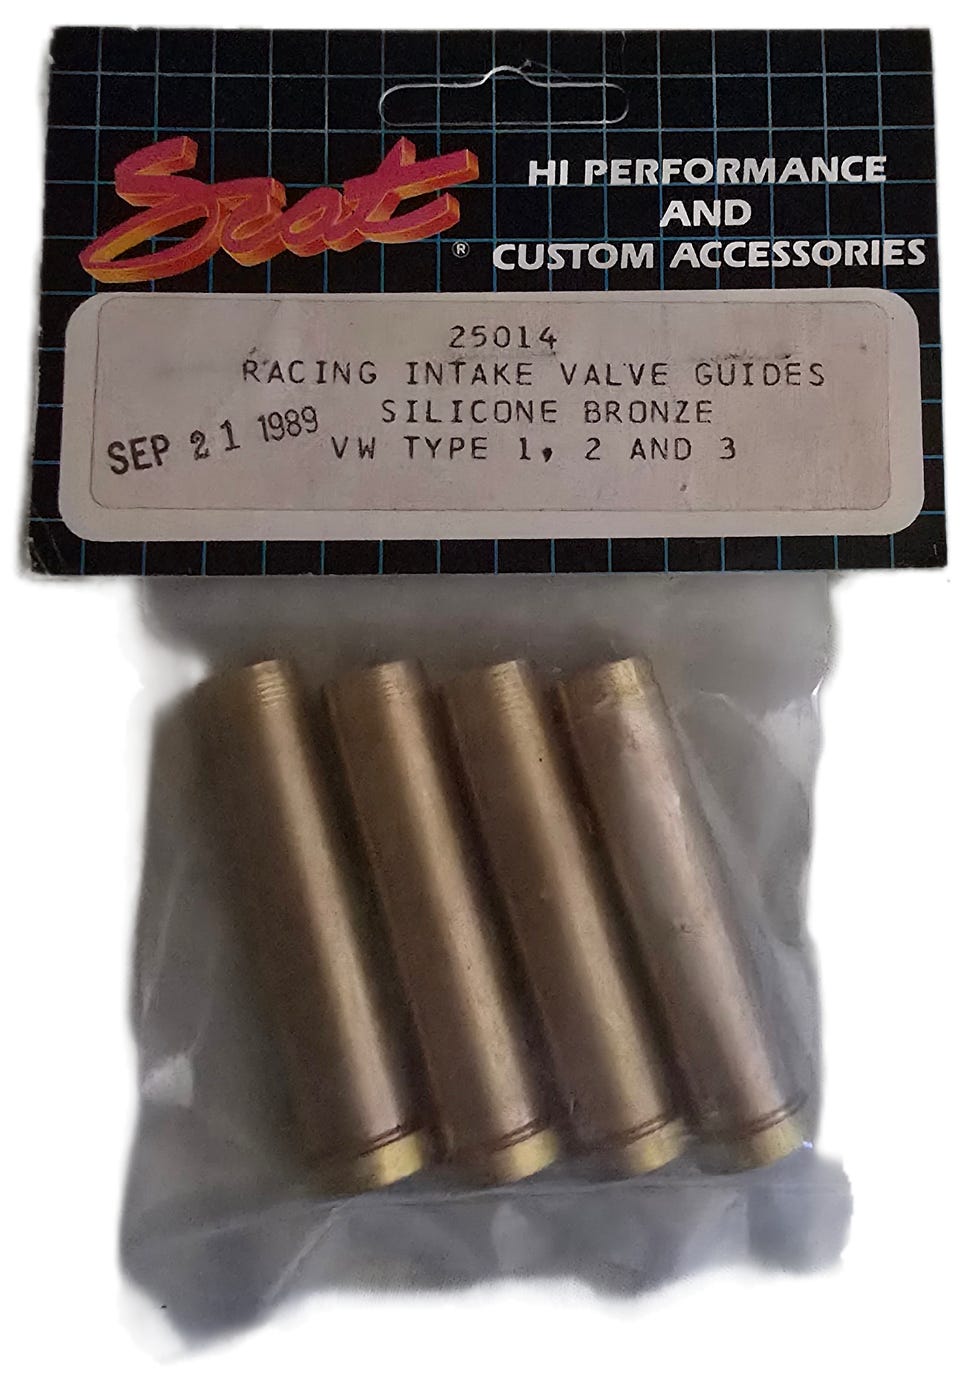 Scat®
HI PERFORMANCE
AND
CUSTOM ACCESSORIES
25014
RACING INTAKE VALVE GUIDES
SILICONE BRONZE
SEP 21 1989
VW TYPE 1, 2 AND 3